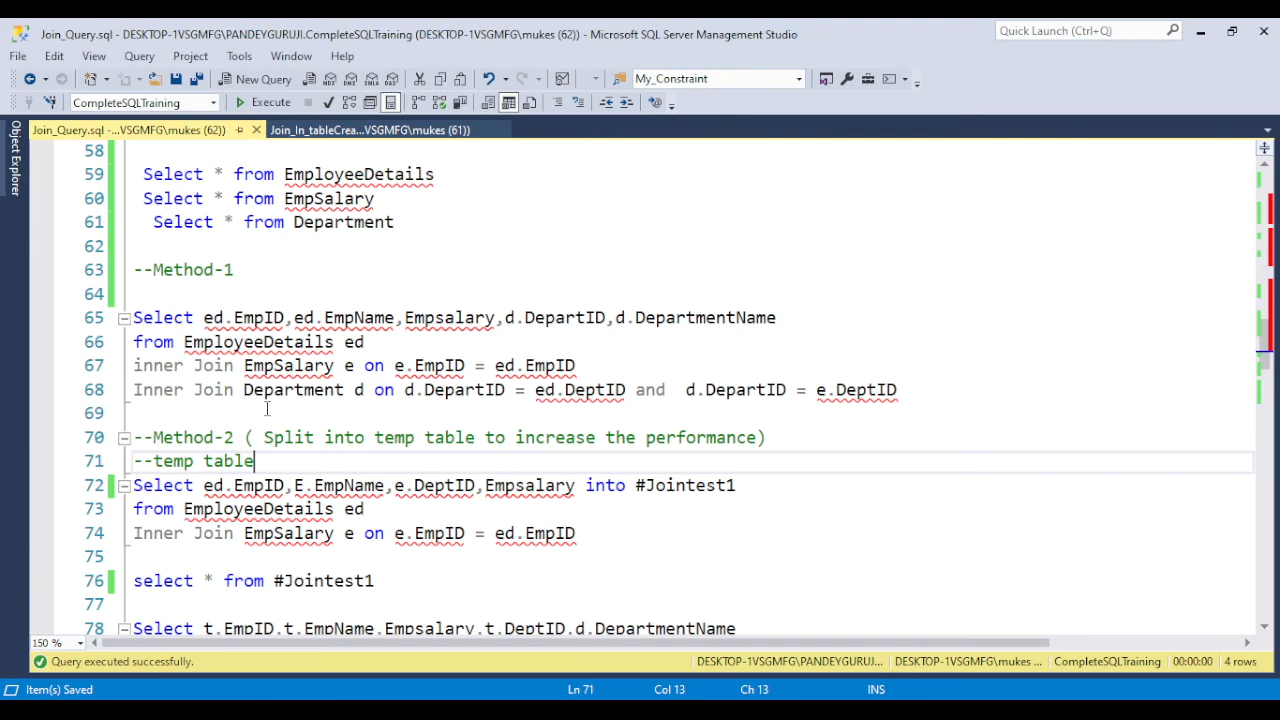 Join_Query.sql - DESKTOP-1VSGMFG\PANDEYGURUJI.CompleteSQLTraining (DESKTOP-1VSGMFG\mukes (62)) - Microsoft SQL Server Management Studio
Quick Launch (Ctrl+Q)
File Edit View Query Project Tools Window Help
New Query
My_Constraint
CompleteSQLTraining
Execute
Join_Query.sql -...VSGMFG\mukes (62))
Join_In_tableCrea...VSGMFG\mukes (61))
Object Explorer
58
59 Select * from EmployeeDetails
60 Select * from EmpSalary
61 Select * from Department
62
63 --Method-1
64
65 Select ed.EmpID,ed.EmpName,Empsalary,d.DepartID,d.DepartmentName
66 from EmployeeDetails ed
67 inner Join EmpSalary e on e.EmpID = ed.EmpID
68 Inner Join Department d on d.DepartID = ed.DeptID and d.DepartID = e.DeptID
69
70 --Method-2 ( Split into temp table to increase the performance)
71 --temp table
72 Select ed.EmpID,E.EmpName,e.DeptID,Empsalary into #Jointest1
73 from EmployeeDetails ed
74 Inner Join EmpSalary e on e.EmpID = ed.EmpID
75
76 select * from #Jointest1
77
78 Select t.EmpID,t.EmpName,Empsalary,t.DeptID,d.DepartmentName
150 %
Query executed successfully.
DESKTOP-1VSGMFG\PANDEYGURUJI... DESKTOP-1VSGMFG\mukes ... CompleteSQLTraining 00:00:00 4 rows
Item(s) Saved
Ln 71 Col 13 Ch 13 INS